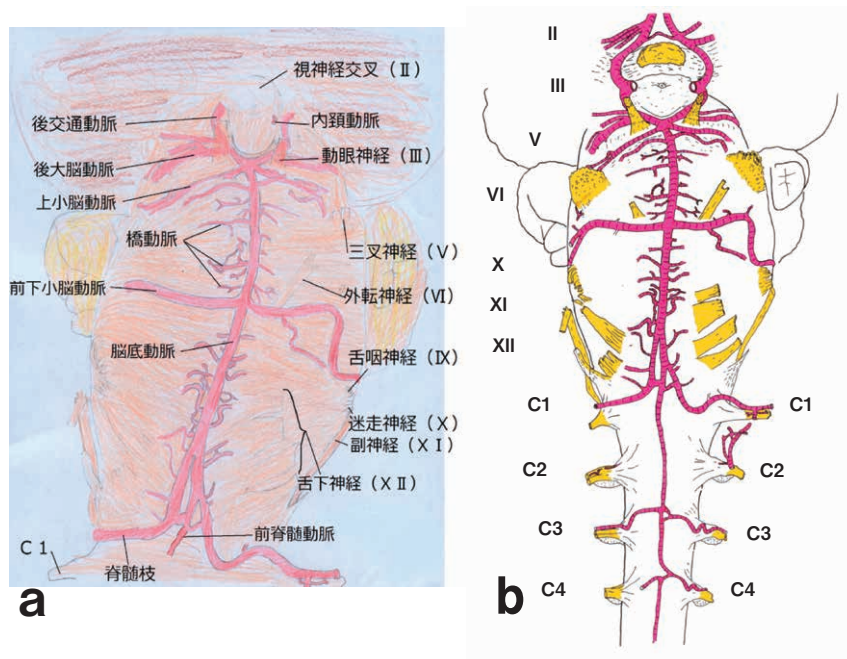 視神経交叉（Ⅱ）
後交通動脈
内頚動脈
動眼神経（Ⅲ）
後大脳動脈
上小脳動脈
橋動脈
三叉神経（Ⅴ）
前下小脳動脈
外転神経（Ⅵ）
脳底動脈
舌咽神経（Ⅸ）
迷走神経（Ⅹ）
副神経（ＸⅠ）
舌下神経（ＸⅡ）
前脊髄動脈
C 1
脊髄枝
a
II
III
V
VI
X
XI
XII
C1 C1
C2 C2
C3 C3
C4 C4
b